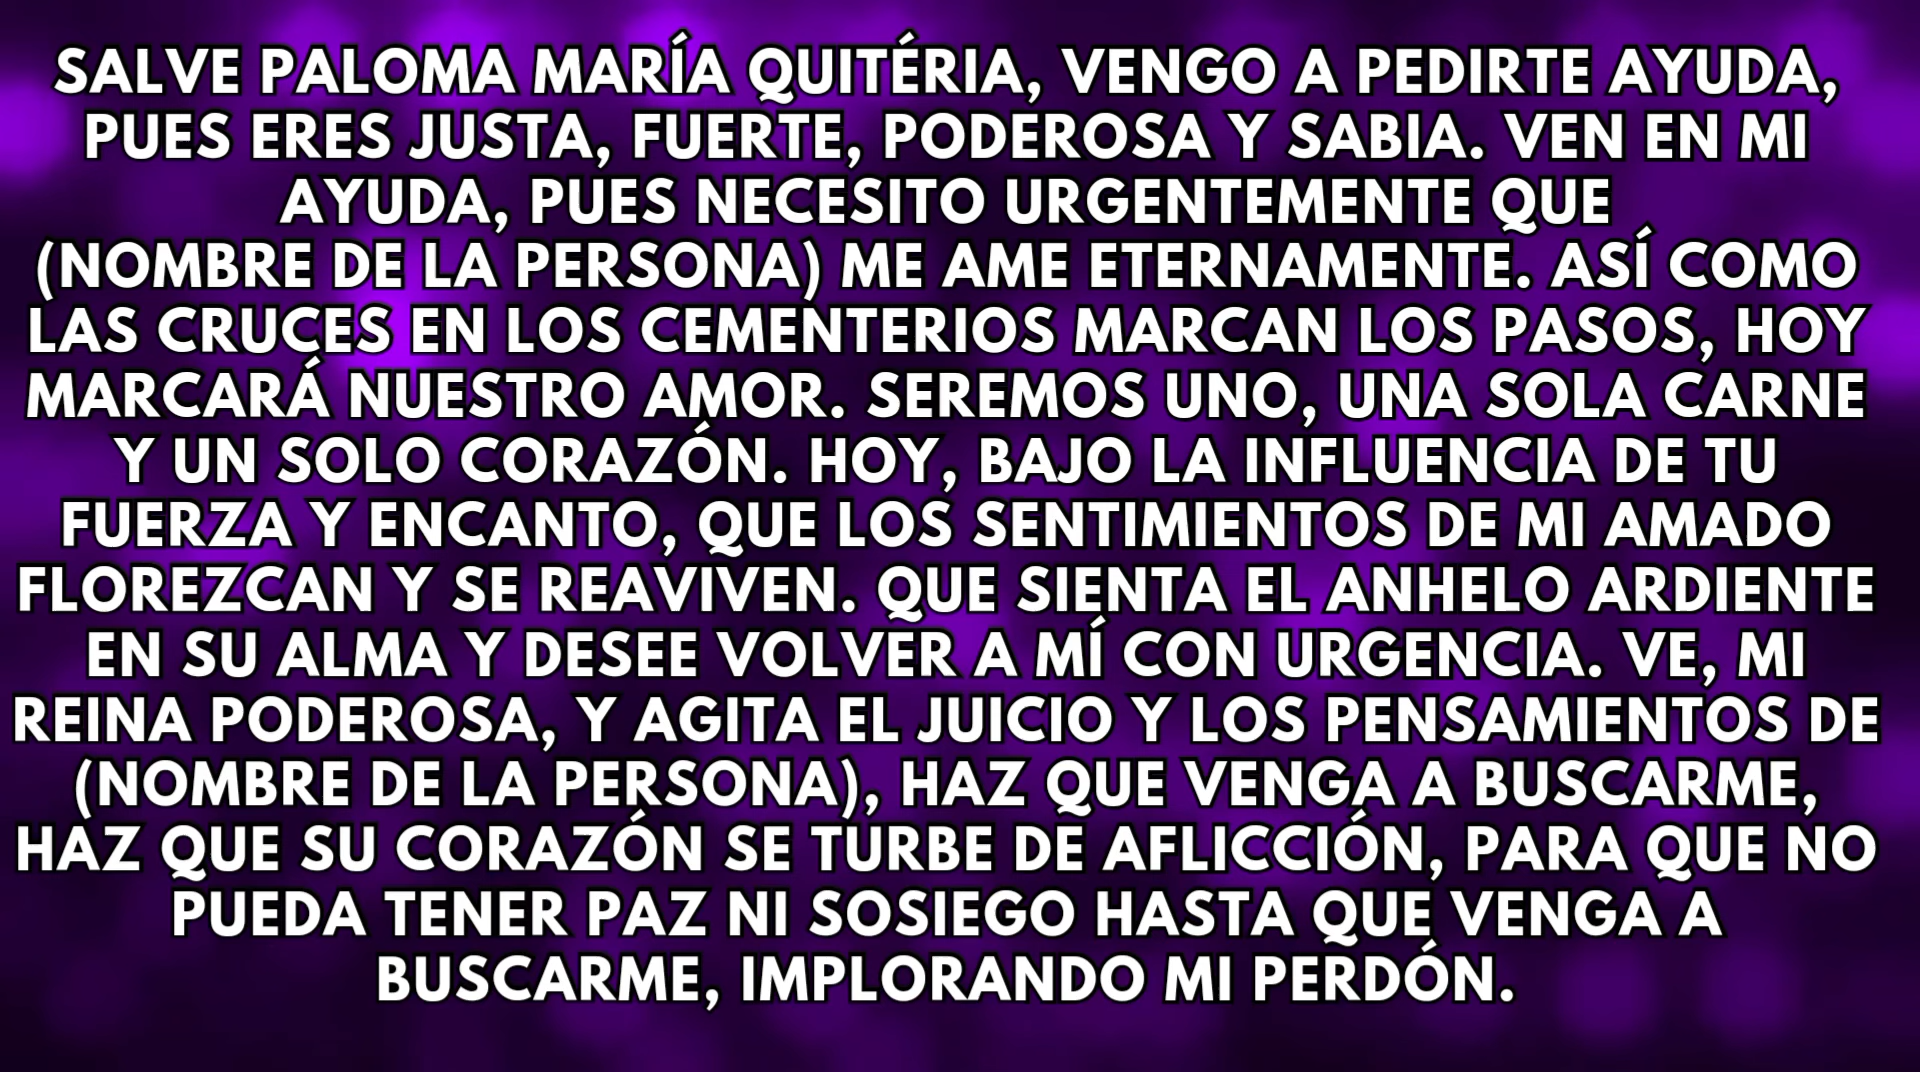 SALVE PALOMA MARÍA QUITÉRIA, VENGO A PEDIRTE AYUDA,
PUES ERES JUSTA, FUERTE, PODEROSA Y SABIA. VEN EN MI
AYUDA, PUES NECESITO URGENTEMENTE QUE
(NOMBRE DE LA PERSONA) ME AME ETERNAMENTE. ASÍ COMO
LAS CRUCES EN LOS CEMENTERIOS MARCAN LOS PASOS, HOY
MARCARÁ NUESTRO AMOR. SEREMOS UNO, UNA SOLA CARNE
Y UN SOLO CORAZÓN. HOY, BAJO LA INFLUENCIA DE TU
FUERZA Y ENCANTO, QUE LOS SENTIMIENTOS DE MI AMADO
FLOREZCAN Y SE REAVIVEN. QUE SIENTA EL ANHELO ARDIENTE
EN SU ALMA Y DESEE VOLVER A MÍ CON URGENCIA. VE, MI
REINA PODEROSA, Y AGITA EL JUICIO Y LOS PENSAMIENTOS DE
(NOMBRE DE LA PERSONA), HAZ QUE VENGA A BUSCARME,
HAZ QUE SU CORAZÓN SE TURBE DE AFLICCIÓN, PARA QUE NO
PUEDA TENER PAZ NI SOSIEGO HASTA QUE VENGA A
BUSCARME, IMPLORANDO MI PERDÓN.